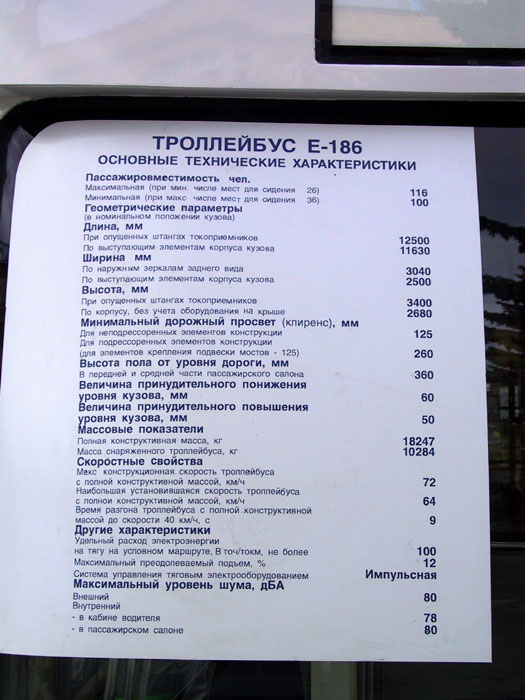 ТРОЛЛЕЙБУС Е-186
ОСНОВНЫЕ ТЕХНИЧЕСКИЕ ХАРАКТЕРИСТИКИ
Пассажировместимость чел.
Максимальная (при мин. числе мест для сидения 26) 116
Минимальная (при макс числе мест для сидения 36) 100
Геометрические параметры
(в номинальном положении кузова)
Длина, мм
При опущенных штангах токоприемников 12500
По выступающим элементам корпуса кузова 11630
Ширина мм
По наружным зеркалам заднего вида 3040
По выступающим элементам корпуса кузова 2500
Высота, мм
При опущенных штангах токоприемников 3400
По корпусу, без учета оборудования на крыше 2680
Минимальный дорожный просвет (клиренс), мм
Для неподрессоренных элементов конструкции 125
Для подрессоренных элементов конструкции
(для элементов крепления подвески мостов - 125) 260
Высота пола от уровня дороги, мм
В передней и средней части пассажирского салона 360
Величина принудительного понижения
уровня кузова, мм 60
Величина принудительного повышения
уровня кузова, мм 50
Массовые показатели
Полная конструктивная масса, кг 18247
Масса снаряженного троллейбуса, кг 10284
Скоростные свойства
Макс конструкционная скорость троллейбуса
с полной конструктивной массой, км/ч 72
Наибольшая установившаяся скорость троллейбуса
с полной конструктивной массой, км/ч 64
Время разгона троллейбуса с полной конструктивной
массой до скорости 40 км/ч, с 9
Другие характеристики
Удельный расход электроэнергии
на тягу на условном маршруте, В точ/токм, не более 100
Максимальный преодолеваемый подъем, % 12
Система управления тяговым электрооборудованием Импульсная
Максимальный уровень шума, дБА
Внешний 80
Внутренний
- в кабине водителя 78
- в пассажирском салоне 80